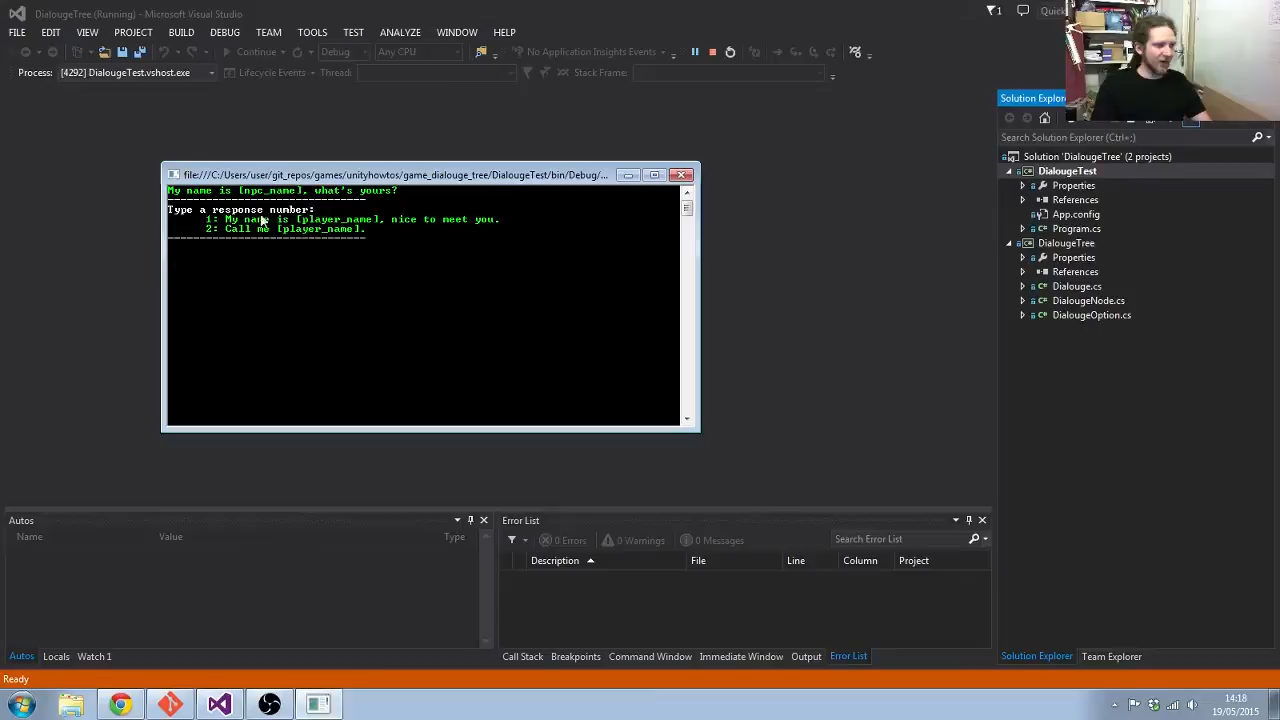 DialougeTree (Running) - Microsoft Visual Studio
1
Quick
FILE EDIT VIEW PROJECT BUILD DEBUG TEAM TOOLS TEST ANALYZE WINDOW HELP
Continue Debug Any CPU No Application Insights Events
Process: [4292] DialougeTest.vshost.exe Lifecycle Events Thread: Stack Frame:
file:///C:/Users/user/git_repos/games/unityhowtos/game_dialouge_tree/DialougeTest/bin/Debug/...
My name is [npc_name], what's yours?
Type a response number:
1: My name is [player_name], nice to meet you.
2: Call me [player_name].
Solution Explorer
Search Solution Explorer (Ctrl+;)
Solution 'DialougeTree' (2 projects)
DialougeTest
Properties
References
App.config
Program.cs
DialougeTree
Properties
References
Dialouge.cs
DialougeNode.cs
DialougeOption.cs
Autos
Name Value Type
Error List
0 Errors 0 Warnings 0 Messages Search Error List
Description File Line Column Project
Autos Locals Watch 1
Call Stack Breakpoints Command Window Immediate Window Output Error List
Solution Explorer Team Explorer
Ready
14:18
19/05/2015